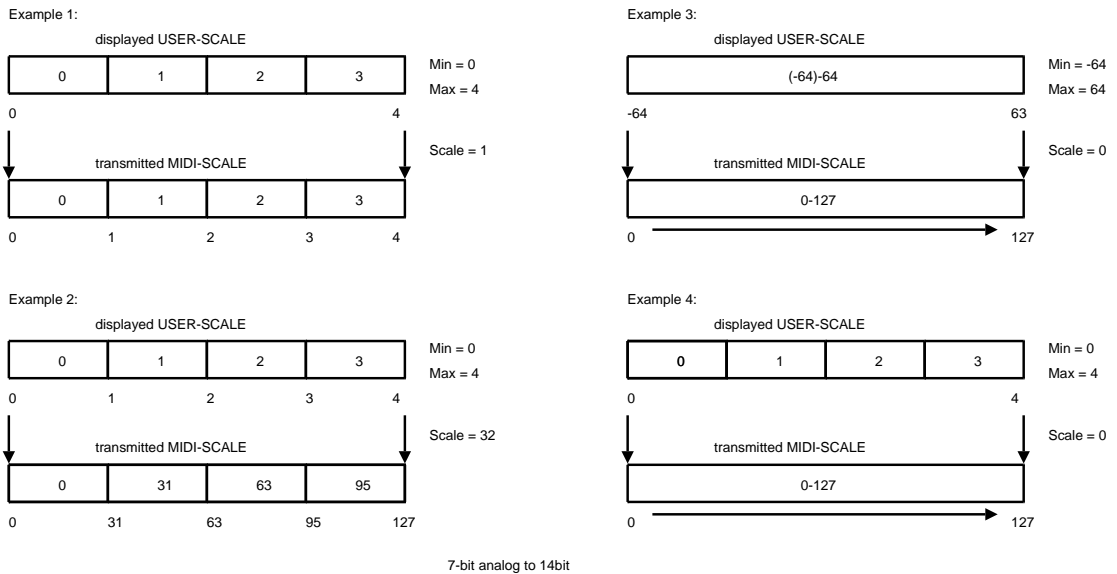 Example 1:
displayed USER-SCALE
0 1 2 3
Min = 0
Max = 4
0 4
Scale = 1
transmitted MIDI-SCALE
0 1 2 3
0 1 2 3 4
Example 2:
displayed USER-SCALE
0 1 2 3
Min = 0
Max = 4
0 1 2 3 4
Scale = 32
transmitted MIDI-SCALE
0 31 63 95
0 31 63 95 127
Example 3:
displayed USER-SCALE
(-64)-64
Min = -64
Max = 64
-64 63
Scale = 0
transmitted MIDI-SCALE
0-127
0 127
Example 4:
displayed USER-SCALE
0 1 2 3
Min = 0
Max = 4
0 4
Scale = 0
transmitted MIDI-SCALE
0-127
0 127
7-bit analog to 14bit